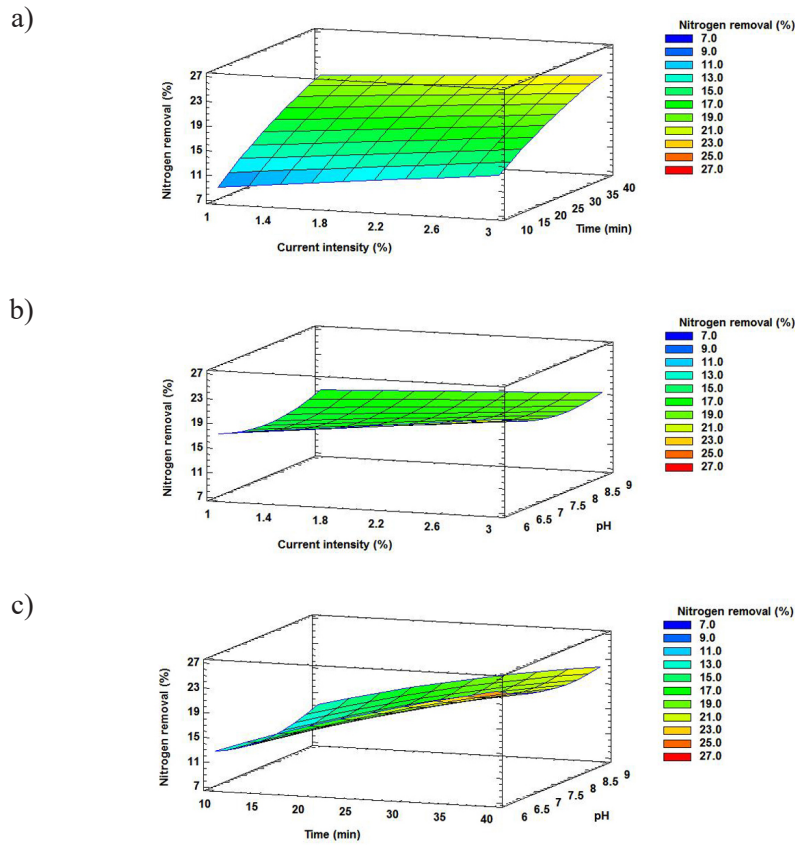 a)
Nitrogen removal (%)
7.0
9.0
11.0
13.0
15.0
17.0
19.0
21.0
23.0
25.0
27.0
Nitrogen removal (%)
27
23
19
15
11
7
1 1.4 1.8 2.2 2.6 3
Current intensity (%)
10 15 20 25 30 35 40
Time (min)
b)
Nitrogen removal (%)
7.0
9.0
11.0
13.0
15.0
17.0
19.0
21.0
23.0
25.0
27.0
Nitrogen removal (%)
27
23
19
15
11
7
1 1.4 1.8 2.2 2.6 3
Current intensity (%)
6 6.5 7 7.5 8 8.5 9
pH
c)
Nitrogen removal (%)
7.0
9.0
11.0
13.0
15.0
17.0
19.0
21.0
23.0
25.0
27.0
Nitrogen removal (%)
27
23
19
15
11
7
10 15 20 25 30 35 40
Time (min)
6 6.5 7 7.5 8 8.5 9
pH